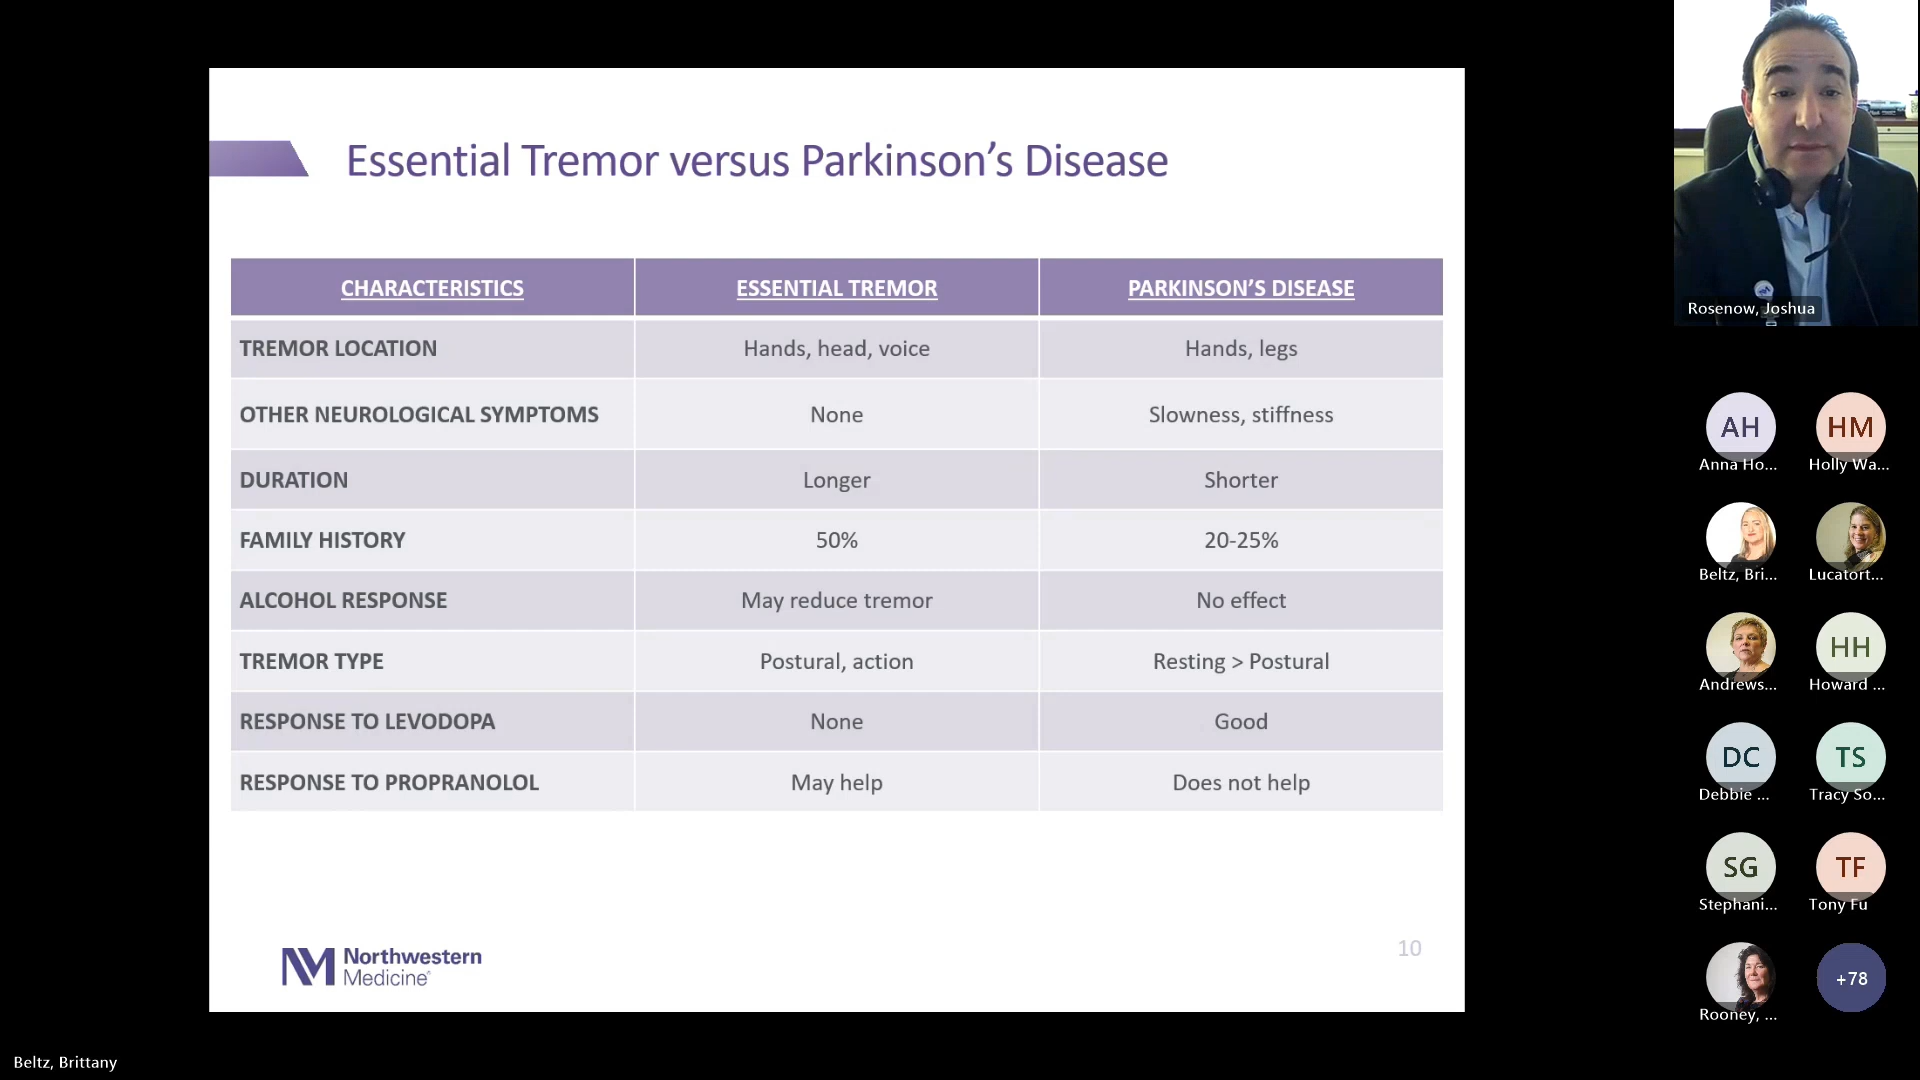 Essential Tremor versus Parkinson’s Disease
CHARACTERISTICS ESSENTIAL TREMOR PARKINSON’S DISEASE
TREMOR LOCATION Hands, head, voice Hands, legs
OTHER NEUROLOGICAL SYMPTOMS None Slowness, stiffness
DURATION Longer Shorter
FAMILY HISTORY 50% 20-25%
ALCOHOL RESPONSE May reduce tremor No effect
TREMOR TYPE Postural, action Resting > Postural
RESPONSE TO LEVODOPA None Good
RESPONSE TO PROPRANOLOL May help Does not help
NM Northwestern
Medicine®
10
Rosenow, Joshua
AH HM
Anna Ho... Holly Wa...
Beltz, Bri... Lucatort...
HH
Andrews... Howard ...
DC TS
Debbie ... Tracy So...
SG TF
Stephani... Tony Fu
+78
Rooney, ...
Beltz, Brittany